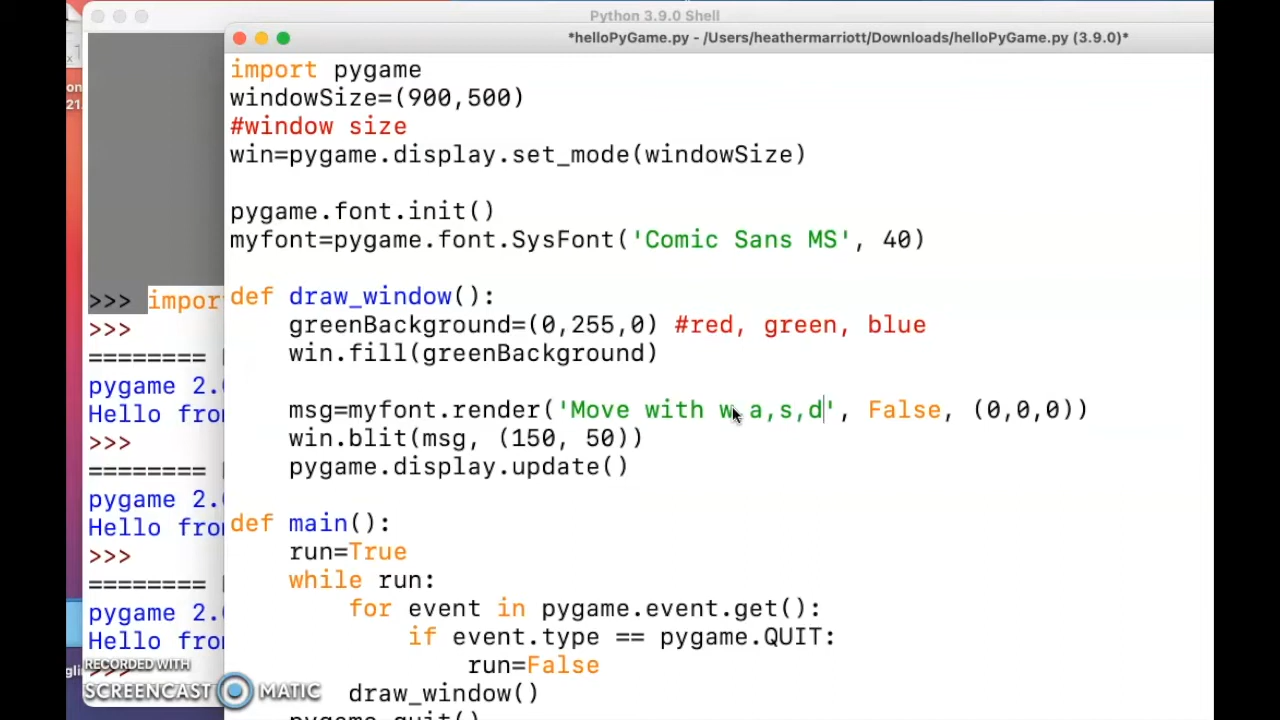 Python 3.9.0 Shell
*helloPyGame.py - /Users/heathermarriott/Downloads/helloPyGame.py (3.9.0)*
import pygame
windowSize=(900,500)
#window size
win=pygame.display.set_mode(windowSize)
pygame.font.init()
myfont=pygame.font.SysFont('Comic Sans MS', 40)
def draw_window():
greenBackground=(0,255,0) #red, green, blue
win.fill(greenBackground)
msg=myfont.render('Move with w,a,s,d', False, (0,0,0))
win.blit(msg, (150, 50))
pygame.display.update()
def main():
run=True
while run:
for event in pygame.event.get():
if event.type == pygame.QUIT:
run=False
draw_window()
pygame.quit()
>>> impor
>>>
========
pygame 2.
Hello fro
>>>
========
pygame 2.
Hello fro
>>>
========
pygame 2.
Hello fro
>>>
RECORDED WITH
SCREENCAST MATIC